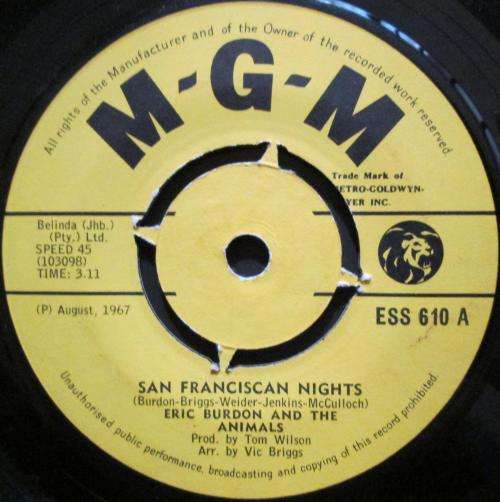 All rights of the Manufacturer and of the Owner of the recorded work reserved.
M-G-M
Trade Mark of
METRO-GOLDWYN-
MAYER INC.
Belinda (Jhb.)
(Pty.) Ltd.
SPEED 45
(103098)
TIME: 3.11
(P) August, 1967
ESS 610 A
SAN FRANCISCAN NIGHTS
(Burdon-Briggs-Weider-Jenkins-McCulloch)
ERIC BURDON AND THE
ANIMALS
Prod. by Tom Wilson
Arr. by Vic Briggs
Unauthorised public performance, broadcasting and copying of this record prohibited.